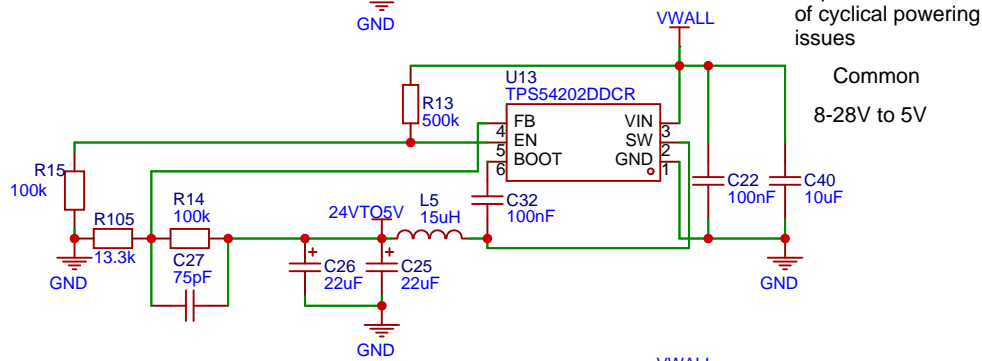 GND
of cyclical powering
issues
VWALL
Common
8-28V to 5V
U13
TPS54202DDCR
R13
500k
FB
VIN
4
3
EN
SW
5
2
BOOT
GND
6
1
R15
100k
R105
13.3k
R14
100k
C27
75pF
24VTO5V
L5
15uH
C32
100nF
C22
100nF
C40
10uF
C26
22uF
C25
22uF
GND
GND
GND